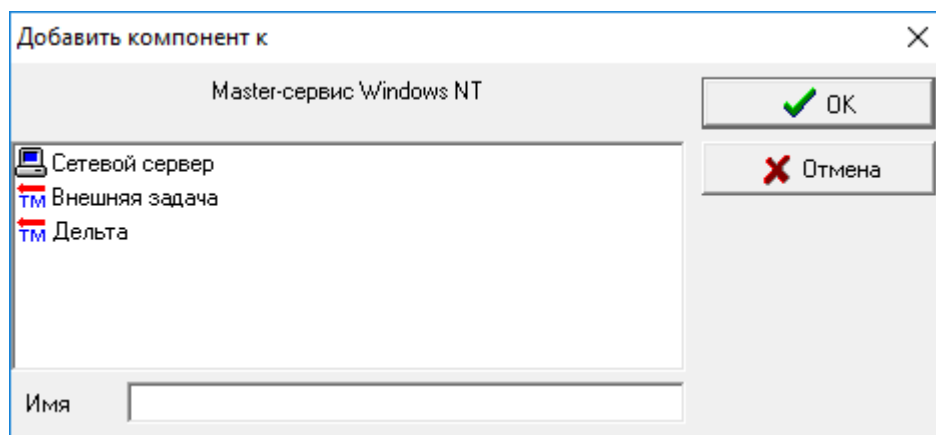 Добавить компонент к
Master-сервис Windows NT
OK
Сетевой сервер
Отмена
ТМ Внешняя задача
ТМ Дельта
Имя